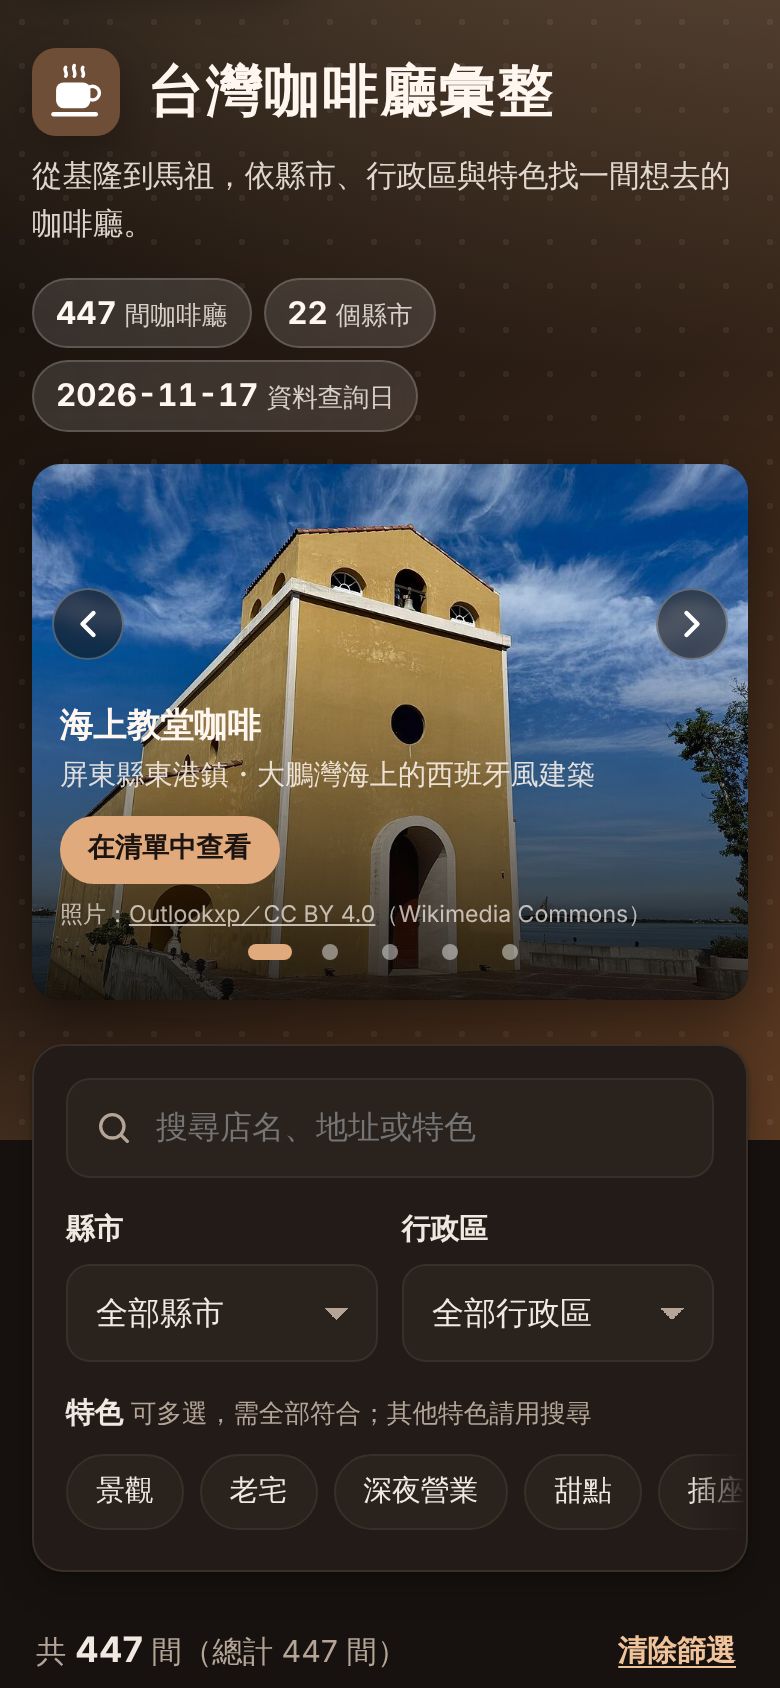 台灣咖啡廳彙整
從基隆到馬祖，依縣市、行政區與特色找一間想去的
咖啡廳。
447 間咖啡廳
22 個縣市
2026-11-17 資料查詢日
海上教堂咖啡
屏東縣東港鎮・大鵬灣海上的西班牙風建築
在清單中查看
照片：Outlookxp／CC BY 4.0（Wikimedia Commons）
搜尋店名、地址或特色
縣市
行政區
全部縣市
全部行政區
特色 可多選，需全部符合；其他特色請用搜尋
景觀
老宅
深夜營業
甜點
插座
共 447 間（總計 447 間）
清除篩選